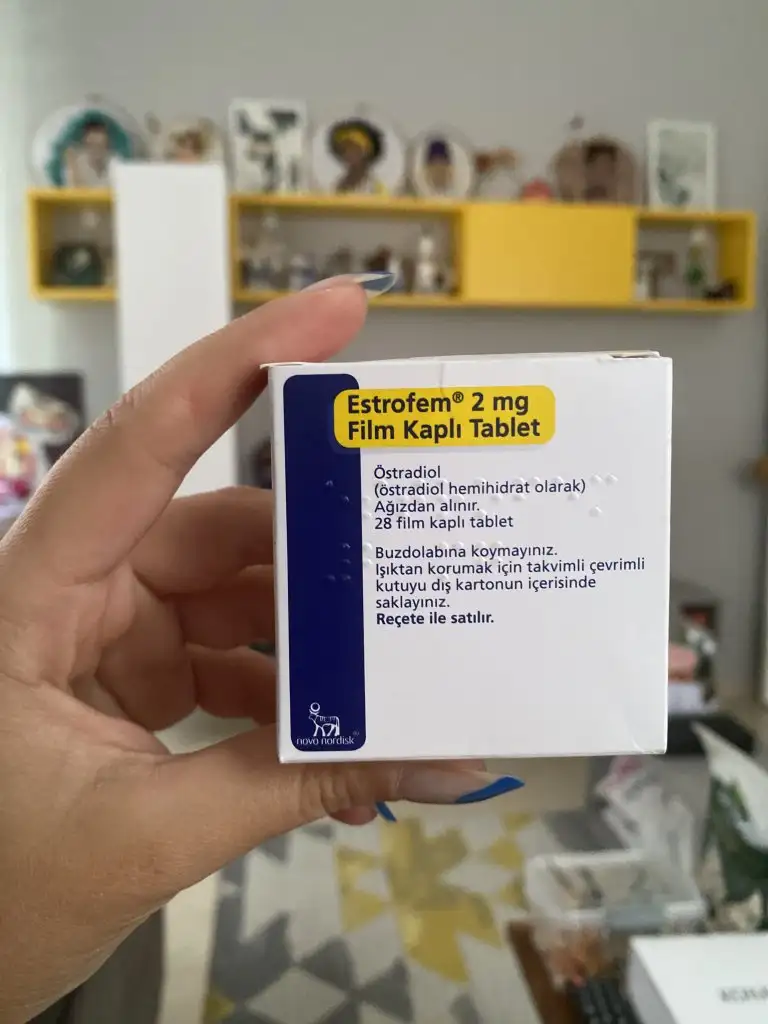 Estrofem® 2 mg
Film Kaplı Tablet
Östradiol
(östradiol hemihidrat olarak)
Ağızdan alınır.
28 film kaplı tablet
Buzdolabına koymayınız.
Işıktan korumak için takvimli çevrimli
kutuyu dış kartonun içerisinde
saklayınız.
Reçete ile satılır.
novo nordisk